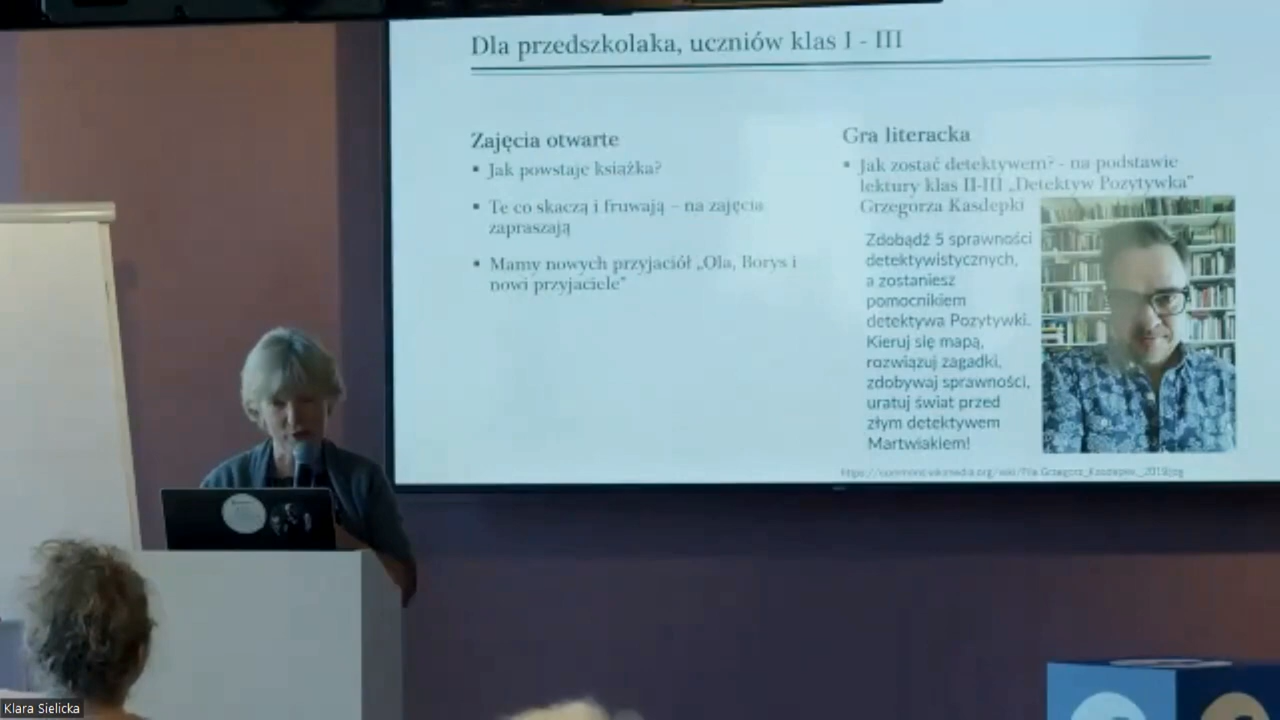 Dla przedszkolaka, uczniów klas I - III
Zajęcia otwarte
▪ Jak powstaje książka?
▪ Te co skaczą i fruwają – na zajęcia
zapraszają
▪ Mamy nowych przyjaciół „Ola, Borys i
nowi przyjaciele”
Gra literacka
▪ Jak zostać detektywem? - na podstawie
lektury klas II-III „Detektyw Pozytywka”
Grzegorza Kasdepki
Zdobądź 5 sprawności
detektywistycznych,
a zostaniesz
pomocnikiem
detektywa Pozytywki.
Kieruj się mapą,
rozwiązuj zagadki,
zdobywaj sprawności,
uratuj świat przed
złym detektywem
Martwiakiem!
Klara Sielicka